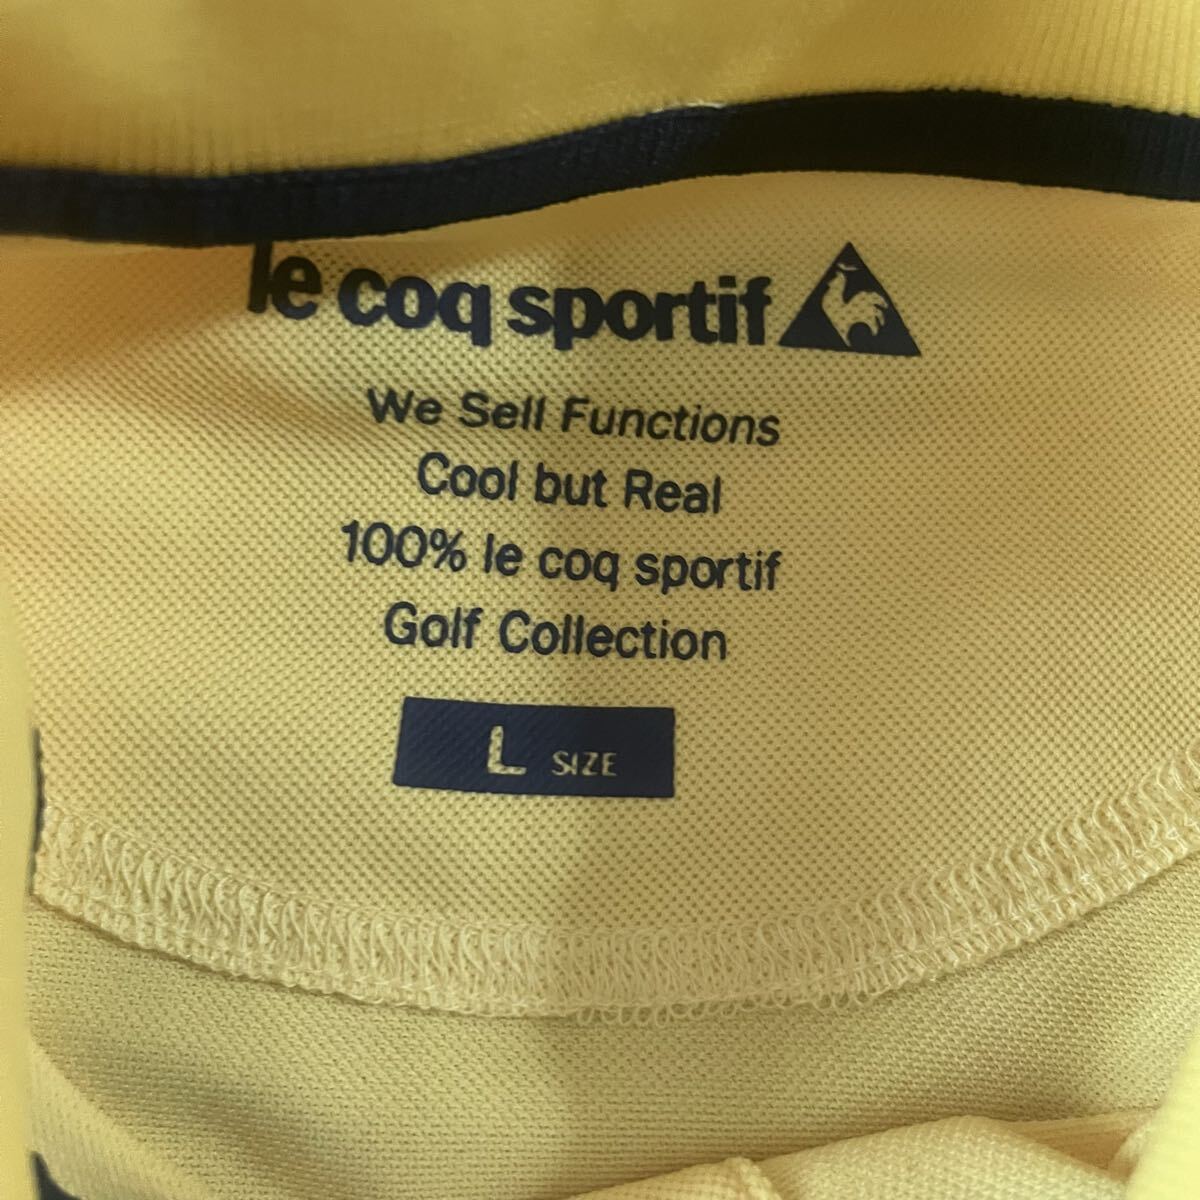 le coq sportif
We Sell Functions
Cool but Real
100% le coq sportif
Golf Collection
L SIZE